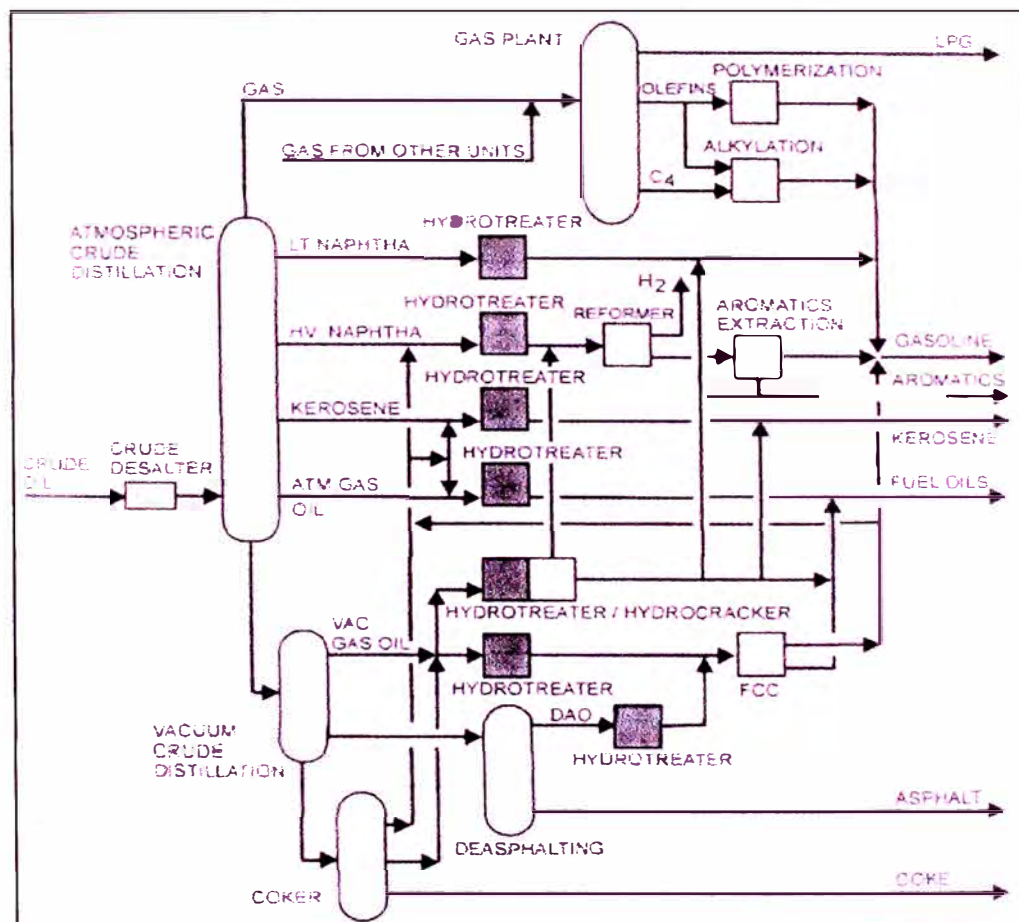 GAS PLANT
LPG
POLYMERIZATION
GAS
OLEFINS
GAS FROM OTHER UNITS
ALKYLATION
C4
HYDROTREATER
ATMOSPHERIC
CRUDE
DISTILLATION
LT NAPHTHA
H2
HYDROTREATER
REFORMER
AROMATICS
EXTRACTION
HV. NAPHTHA
GASOLINE
HYDROTREATER
AROMATICS
KEROSENE
KEROSENE
HYDROTREATER
CRUDE
OIL
CRUDE
DESALTER
ATM GAS
OIL
FUEL OILS
HYDROTREATER / HYDROCRACKER
VAC
GAS OIL
HYDROTREATER
FCC
DAO
VACUUM
CRUDE
DISTILLATION
HYDROTREATER
ASPHALT
DEASPHALTING
COKER
COKE